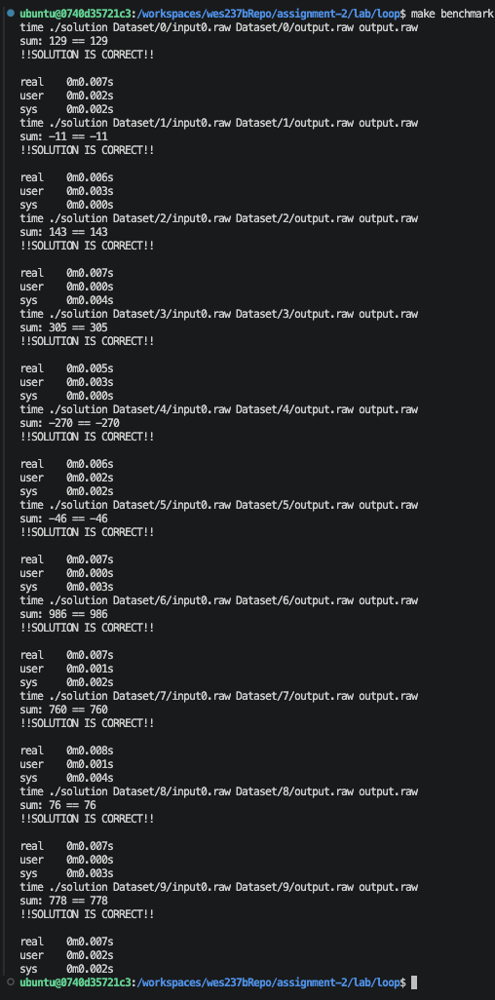 ubuntu@0740d35721c3:/workspaces/wes237bRepo/assignment-2/lab/loop$ make benchmark
time ./solution Dataset/0/input0.raw Dataset/0/output.raw output.raw
sum: 129 == 129
!!SOLUTION IS CORRECT!!

real    0m0.007s
user    0m0.002s
sys     0m0.002s
time ./solution Dataset/1/input0.raw Dataset/1/output.raw output.raw
sum: -11 == -11
!!SOLUTION IS CORRECT!!

real    0m0.006s
user    0m0.003s
sys     0m0.000s
time ./solution Dataset/2/input0.raw Dataset/2/output.raw output.raw
sum: 143 == 143
!!SOLUTION IS CORRECT!!

real    0m0.007s
user    0m0.000s
sys     0m0.004s
time ./solution Dataset/3/input0.raw Dataset/3/output.raw output.raw
sum: 305 == 305
!!SOLUTION IS CORRECT!!

real    0m0.005s
user    0m0.003s
sys     0m0.000s
time ./solution Dataset/4/input0.raw Dataset/4/output.raw output.raw
sum: -270 == -270
!!SOLUTION IS CORRECT!!

real    0m0.006s
user    0m0.002s
sys     0m0.002s
time ./solution Dataset/5/input0.raw Dataset/5/output.raw output.raw
sum: -46 == -46
!!SOLUTION IS CORRECT!!

real    0m0.007s
user    0m0.000s
sys     0m0.003s
time ./solution Dataset/6/input0.raw Dataset/6/output.raw output.raw
sum: 986 == 986
!!SOLUTION IS CORRECT!!

real    0m0.007s
user    0m0.001s
sys     0m0.002s
time ./solution Dataset/7/input0.raw Dataset/7/output.raw output.raw
sum: 760 == 760
!!SOLUTION IS CORRECT!!

real    0m0.008s
user    0m0.001s
sys     0m0.004s
time ./solution Dataset/8/input0.raw Dataset/8/output.raw output.raw
sum: 76 == 76
!!SOLUTION IS CORRECT!!

real    0m0.007s
user    0m0.000s
sys     0m0.003s
time ./solution Dataset/9/input0.raw Dataset/9/output.raw output.raw
sum: 778 == 778
!!SOLUTION IS CORRECT!!

real    0m0.007s
user    0m0.002s
sys     0m0.002s
ubuntu@0740d35721c3:/workspaces/wes237bRepo/assignment-2/lab/loop$